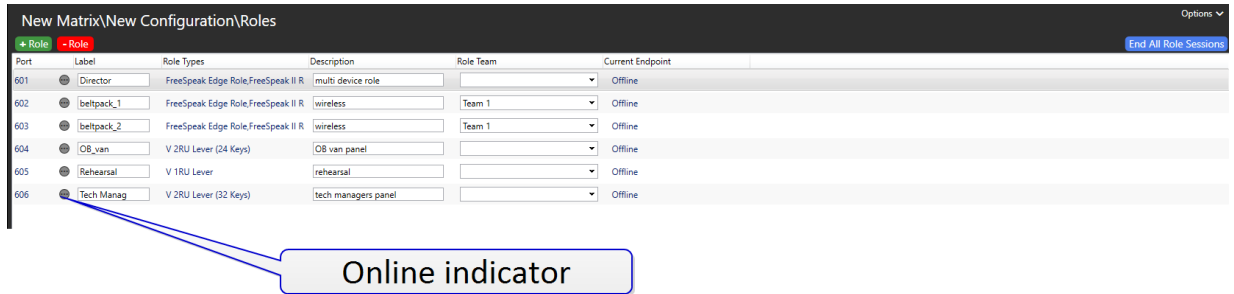 New Matrix\New Configuration\Roles
Options
+ Role - Role End All Role Sessions
Port Label Role Types Description Role Team Current Endpoint
601 Director FreeSpeak Edge Role,FreeSpeak II R multi device role Offline
602 beltpack_1 FreeSpeak Edge Role,FreeSpeak II R wireless Team 1 Offline
603 beltpack_2 FreeSpeak Edge Role,FreeSpeak II R wireless Team 1 Offline
604 OB_van V 2RU Lever (24 Keys) OB van panel Offline
605 Rehearsal V 1RU Lever rehearsal Offline
606 Tech Manag V 2RU Lever (32 Keys) tech managers panel Offline
Online indicator